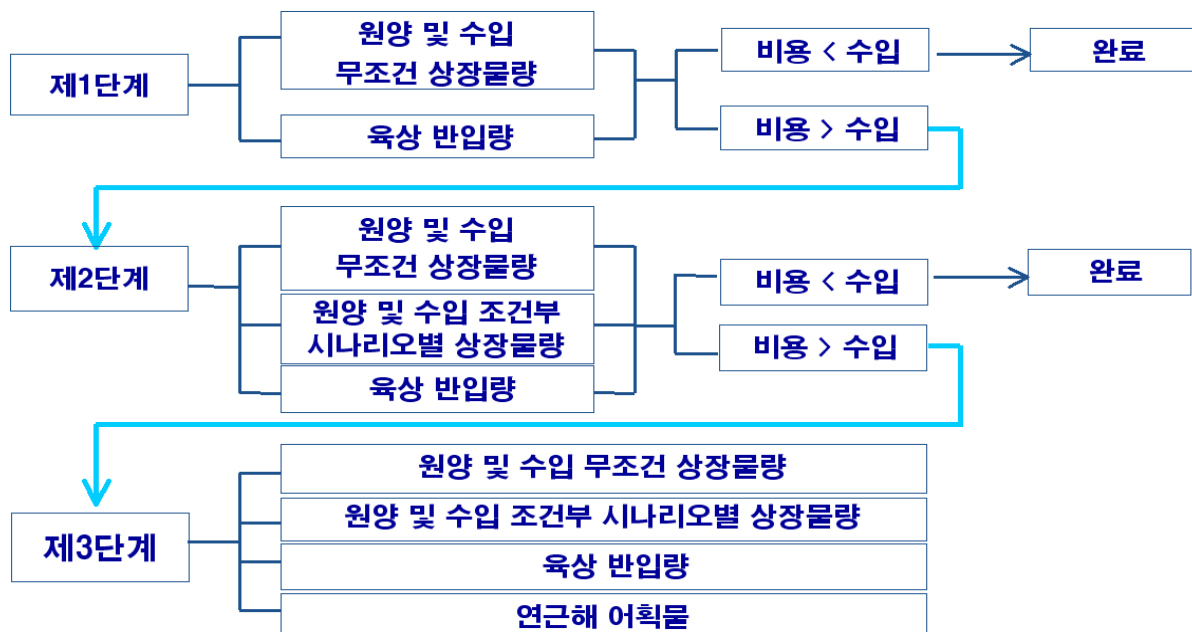 제1단계
원양 및 수입
무조건 상장물량
육상 반입량
비용 < 수입
완료
비용 > 수입
제2단계
원양 및 수입
무조건 상장물량
원양 및 수입 조건부
시나리오별 상장물량
육상 반입량
비용 < 수입
완료
비용 > 수입
제3단계
원양 및 수입 무조건 상장물량
원양 및 수입 조건부 시나리오별 상장물량
육상 반입량
연근해 어획물